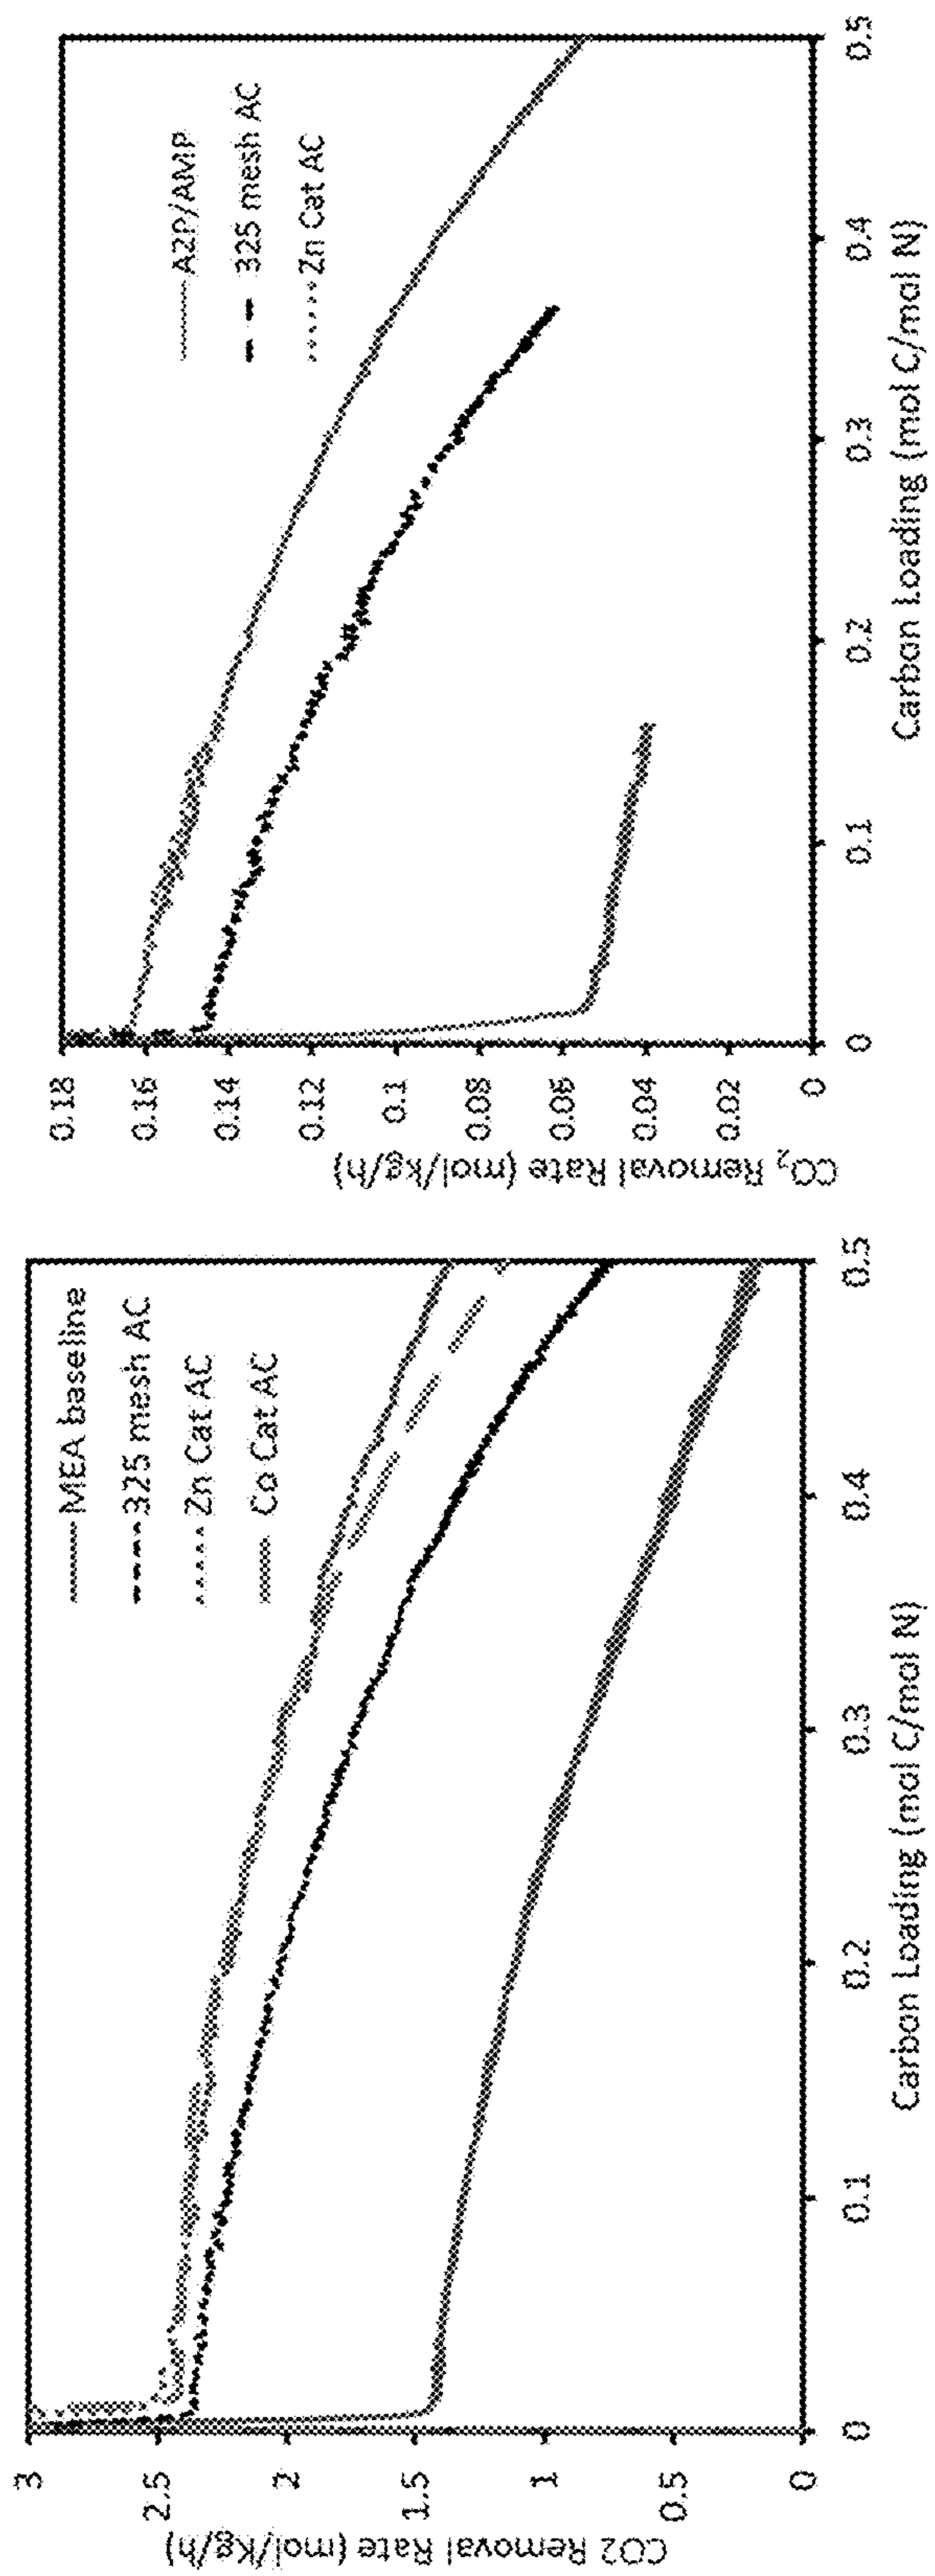 3
2.5
2
1.5
1
0.5
0
CO2 Removal Rate (mol/Kg/h)
MEA baseline
325 mesh AC
Zn Cat AC
Co Cat AC
0
0.1
0.2
0.3
0.4
0.5
Carbon Loading (mol C/mol N)
0.18
0.16
0.14
0.12
0.1
0.08
0.06
0.04
0.02
0
CO₂ Removal Rate (mol/kg/h)
A2P/AMP
325 mesh AC
Zn Cat AC
0
0.1
0.2
0.3
0.4
0.5
Carbon Loading (mol C/mol N)